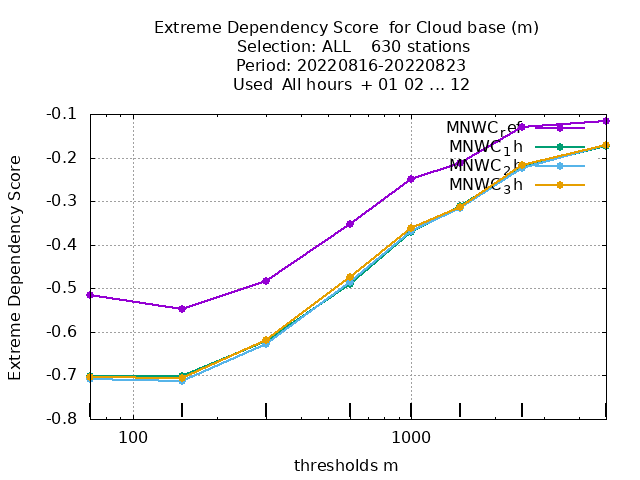 Extreme Dependency Score  for Cloud base (m)
Selection: ALL    630 stations
Period: 20220816-20220823
Used  All hours  + 01 02 ... 12
-0.1
-0.2
-0.3
-0.4
-0.5
-0.6
-0.7
-0.8
Extreme Dependency Score
MNWC_ref
MNWC_1h
MNWC_2h
MNWC_3h
100
1000
thresholds m